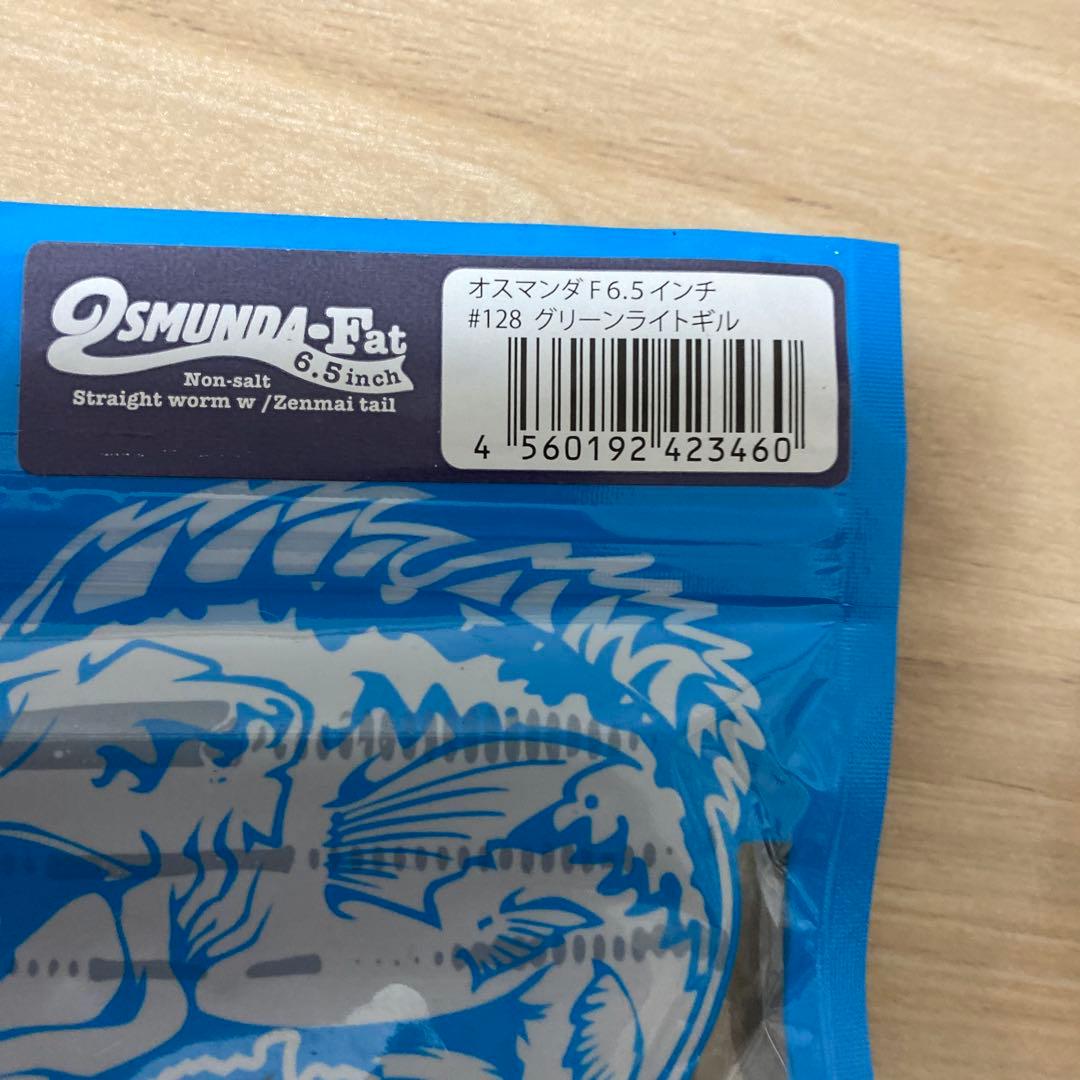 OSMUNDA-Fat
6.5inch
Non-salt
Straight worm w /Zenmai tail
オスマンダF6.5インチ
#128 グリーンライトギル
4 560192 423460